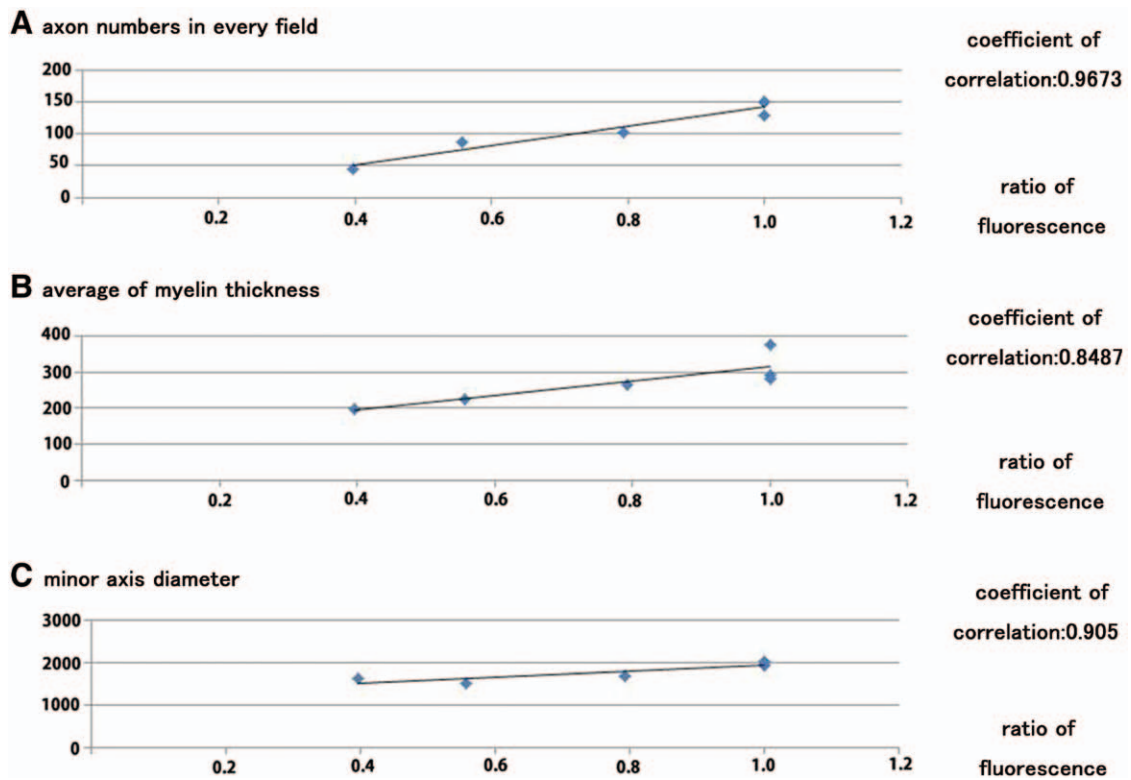 A axon numbers in every field
coefficient of
correlation:0.9673
200
150
100
50
0
0.2 0.4 0.6 0.8 1.0 1.2
ratio of
fluorescence
B average of myelin thickness
coefficient of
correlation:0.8487
400
300
200
100
0
0.2 0.4 0.6 0.8 1.0 1.2
ratio of
fluorescence
C minor axis diameter
coefficient of
correlation:0.905
3000
2000
1000
0
0.2 0.4 0.6 0.8 1.0 1.2
ratio of
fluorescence